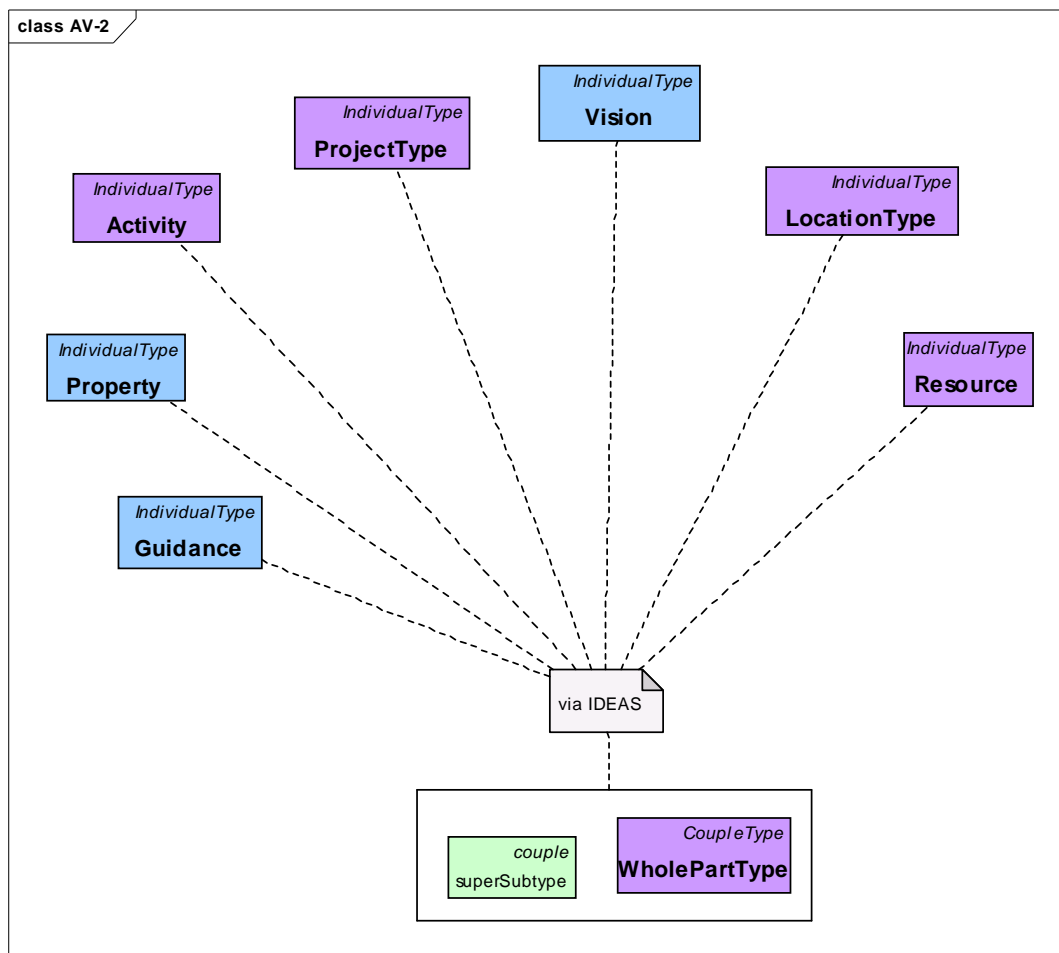 class AV-2
IndividualType
Vision
IndividualType
ProjectType
IndividualType
Activity
IndividualType
LocationType
IndividualType
Property
IndividualType
Resource
IndividualType
Guidance
via IDEAS
couple
superSubtype
CoupleType
WholePartType